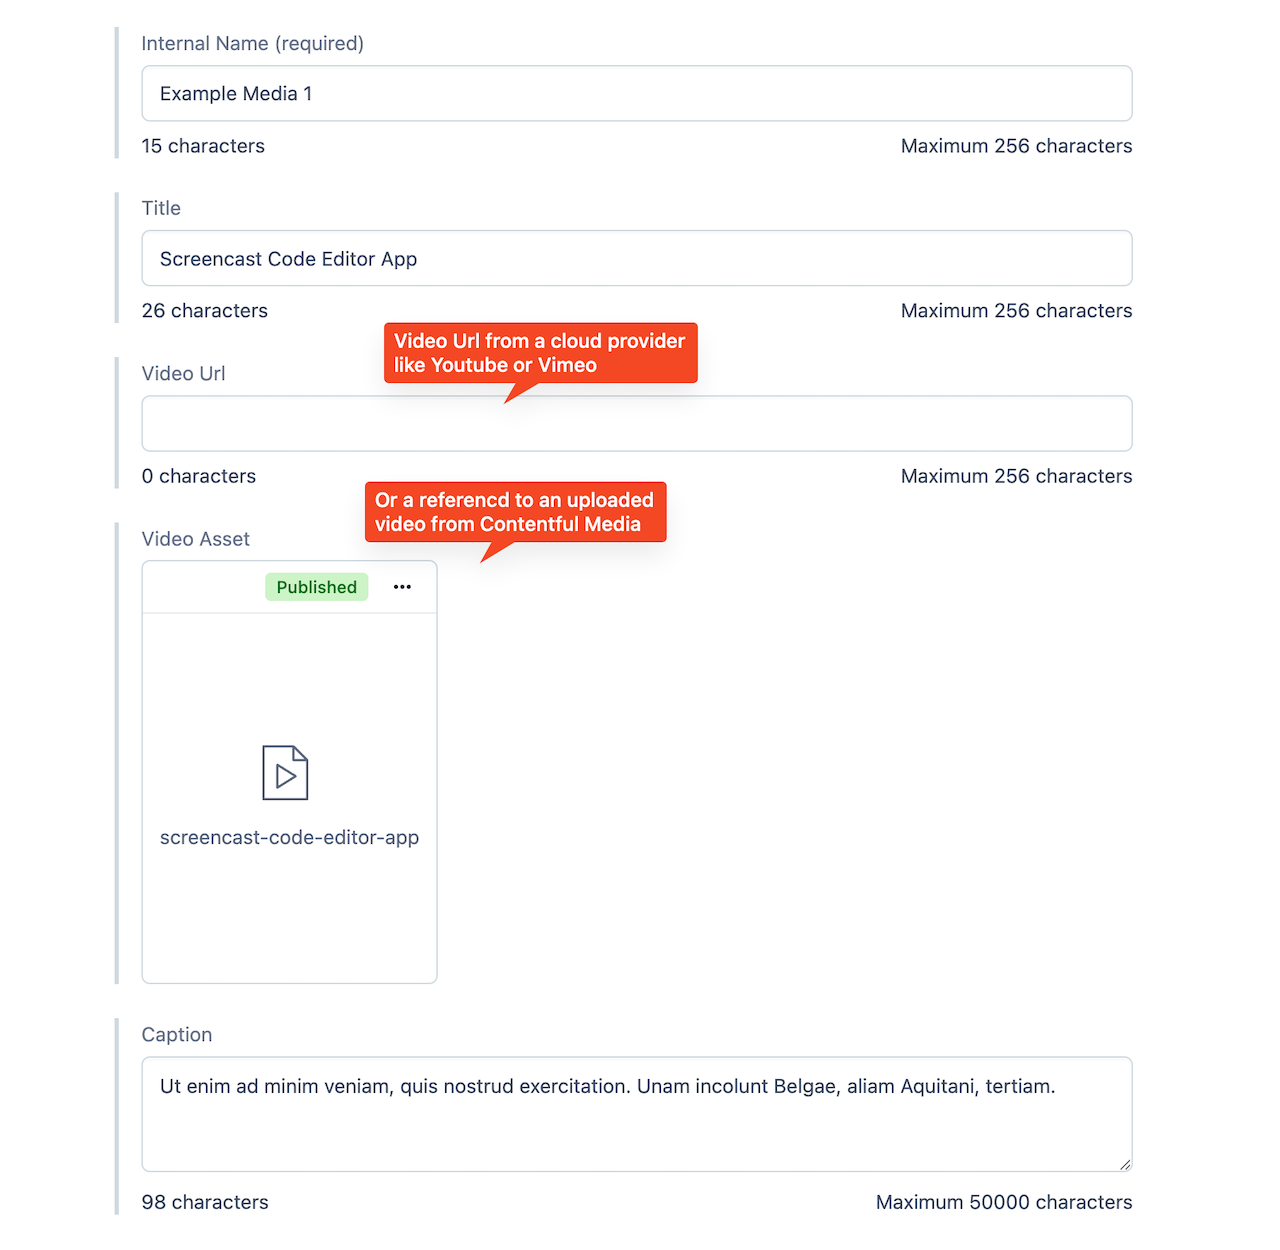 Internal Name (required)
Example Media 1
15 characters
Maximum 256 characters
Title
Screencast Code Editor App
26 characters
Maximum 256 characters
Video Url from a cloud provider
like Youtube or Vimeo
Video Url
0 characters
Maximum 256 characters
Or a referencd to an uploaded
video from Contentful Media
Video Asset
Published
screencast-code-editor-app
Caption
Ut enim ad minim veniam, quis nostrud exercitation. Unam incolunt Belgae, aliam Aquitani, tertiam.
98 characters
Maximum 50000 characters